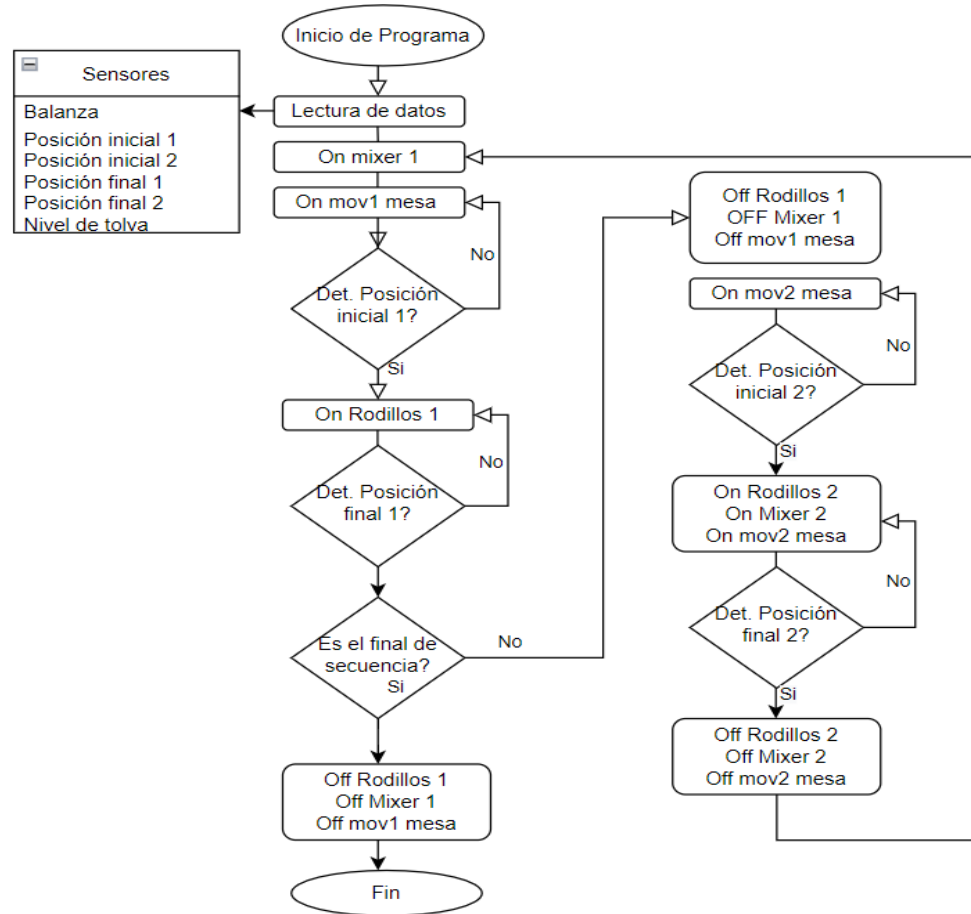 Inicio de Programa
Sensores
Balanza
Posición inicial 1
Posición inicial 2
Posición final 1
Posición final 2
Nivel de tolva
Lectura de datos
On mixer 1
On mov1 mesa
No
Det. Posición
inicial 1?
Si
On Rodillos 1
No
Det. Posición
final 1?
Es el final de
secuencia?
Si
No
Off Rodillos 1
Off Mixer 1
Off mov1 mesa
Fin
Off Rodillos 1
OFF Mixer 1
Off mov1 mesa
On mov2 mesa
No
Det. Posición
inicial 2?
Si
On Rodillos 2
On Mixer 2
On mov2 mesa
No
Det. Posición
final 2?
Si
Off Rodillos 2
Off Mixer 2
Off mov2 mesa